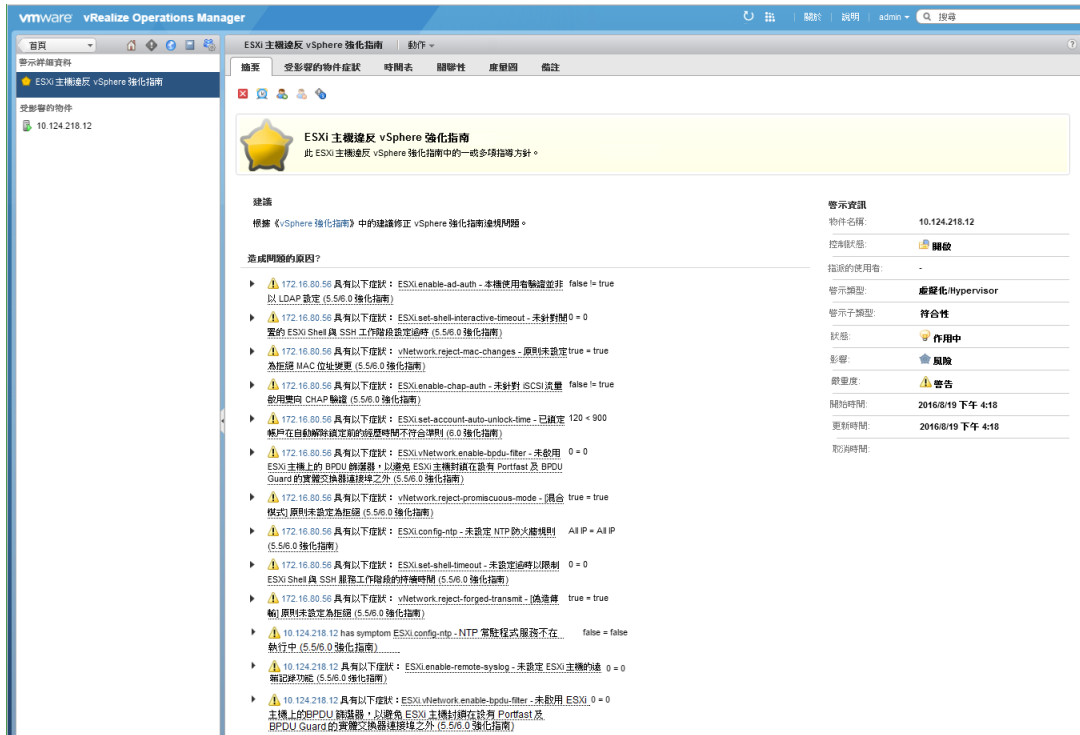 vmware vRealize Operations Manager
關於 說明 admin 搜尋
首頁
警示詳細資料
ESXi 主機違反 vSphere 強化指南
受影響的物件
10.124.218.12
ESXi 主機違反 vSphere 強化指南 動作
摘要 受影響的物件症狀 時間表 關聯性 度量圖 備註
ESXi 主機違反 vSphere 強化指南
此 ESXi 主機違反 vSphere 強化指南中的一或多項指導方針。
建議
根據《vSphere 強化指南》中的建議修正 vSphere 強化指南違規問題。
造成問題的原因?
172.16.80.56 具有以下症狀： ESXi.enable-ad-auth - 本機使用者驗證並非 false != true
以 LDAP 設定 (5.5/6.0 強化指南)
172.16.80.56 具有以下症狀： ESXi.set-shell-interactive-timeout - 未針對閒 0 = 0
置的 ESXi Shell 與 SSH 工作階段設定逾時 (5.5/6.0 強化指南)
172.16.80.56 具有以下症狀： vNetwork.reject-mac-changes - 原則未設定 true = true
為拒絕 MAC 位址變更 (5.5/6.0 強化指南)
172.16.80.56 具有以下症狀： ESXi.enable-chap-auth - 未針對 iSCSI 流量 false != true
啟用雙向 CHAP 驗證 (5.5/6.0 強化指南)
172.16.80.56 具有以下症狀： ESXi.set-account-auto-unlock-time - 已鎖定 120 < 900
帳戶在自動解除鎖定前的經歷時間不符合準則 (6.0 強化指南)
172.16.80.56 具有以下症狀： ESXi.vNetwork.enable-bpdu-filter - 未啟用 0 = 0
ESXi 主機上的 BPDU 篩選器，以避免 ESXi 主機封鎖在設有 Portfast 及 BPDU
Guard 的實體交換器連接埠之外 (5.5/6.0 強化指南)
172.16.80.56 具有以下症狀： vNetwork.reject-promiscuous-mode - [混合 true = true
模式] 原則未設定為拒絕 (5.5/6.0 強化指南)
172.16.80.56 具有以下症狀： ESXi.config-ntp - 未設定 NTP 防火牆規則 All IP = All IP
(5.5/6.0 強化指南)
172.16.80.56 具有以下症狀： ESXi.set-shell-timeout - 未設定逾時以限制 0 = 0
ESXi Shell 與 SSH 服務工作階段的持續時間 (5.5/6.0 強化指南)
172.16.80.56 具有以下症狀： vNetwork.reject-forged-transmit - [偽造傳 true = true
輸] 原則未設定為拒絕 (5.5/6.0 強化指南)
10.124.218.12 has symptom ESXi.config-ntp - NTP 常駐程式服務不在 false = false
執行中 (5.5/6.0 強化指南)
10.124.218.12 具有以下症狀： ESXi.enable-remote-syslog - 未設定 ESXi 主機的遠 0 = 0
端記錄功能 (5.5/6.0 強化指南)
10.124.218.12 具有以下症狀：ESXi.vNetwork.enable-bpdu-filter - 未啟用 ESXi 0 = 0
主機上的BPDU 篩選器，以避免 ESXi 主機封鎖在設有 Portfast 及
BPDU Guard 的實體交換器連接埠之外 (5.5/6.0 強化指南)
警示資訊
物件名稱: 10.124.218.12
控制狀態: 開啟
指派的使用者: -
警示類型: 虛擬化/Hypervisor
警示子類型: 符合性
狀態: 作用中
影響: 風險
嚴重度: 警告
開始時間: 2016/8/19 下午 4:18
更新時間: 2016/8/19 下午 4:18
取消時間: